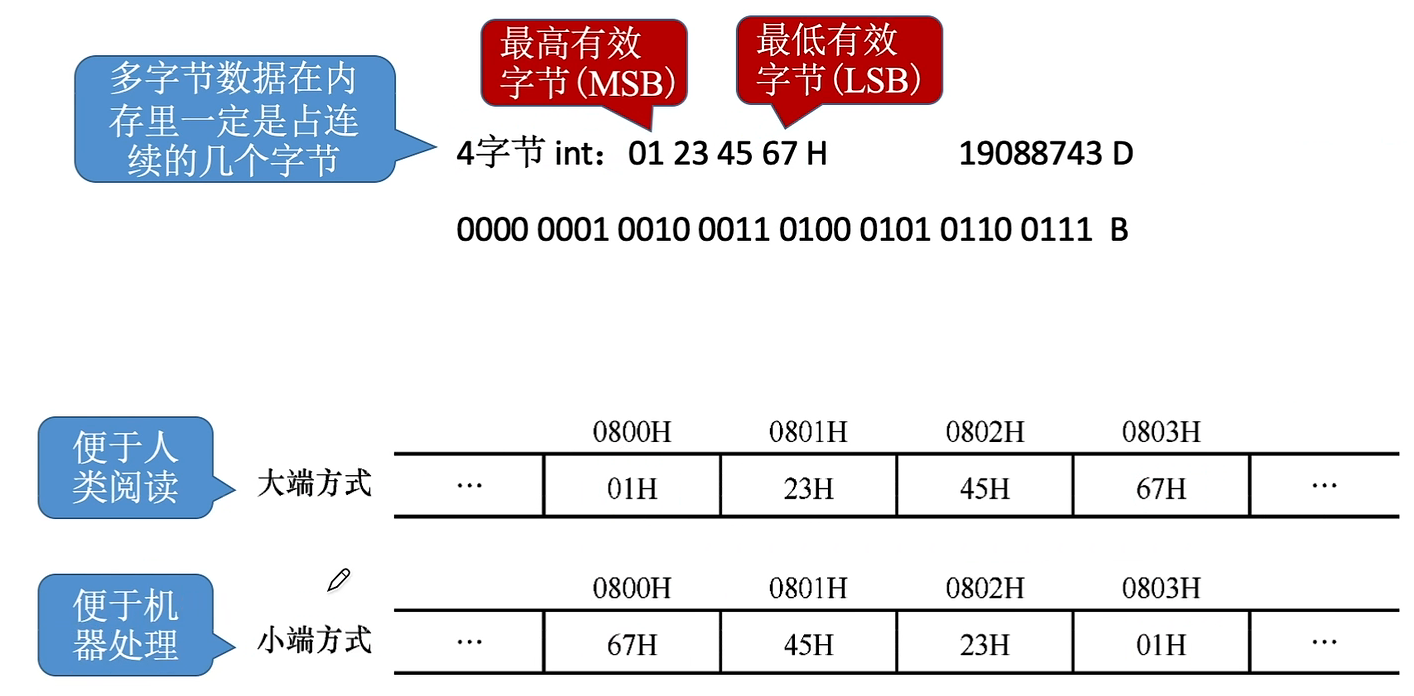 最高有效
字节(MSB)
最低有效
字节(LSB)
多字节数据在内
存里一定是占连
续的几个字节
4字节 int：01 23 45 67 H 19088743 D
0000 0001 0010 0011 0100 0101 0110 0111 B
便于人
类阅读
大端方式
0800H 0801H 0802H 0803H
… 01H 23H 45H 67H …
便于机
器处理
小端方式
0800H 0801H 0802H 0803H
… 67H 45H 23H 01H …